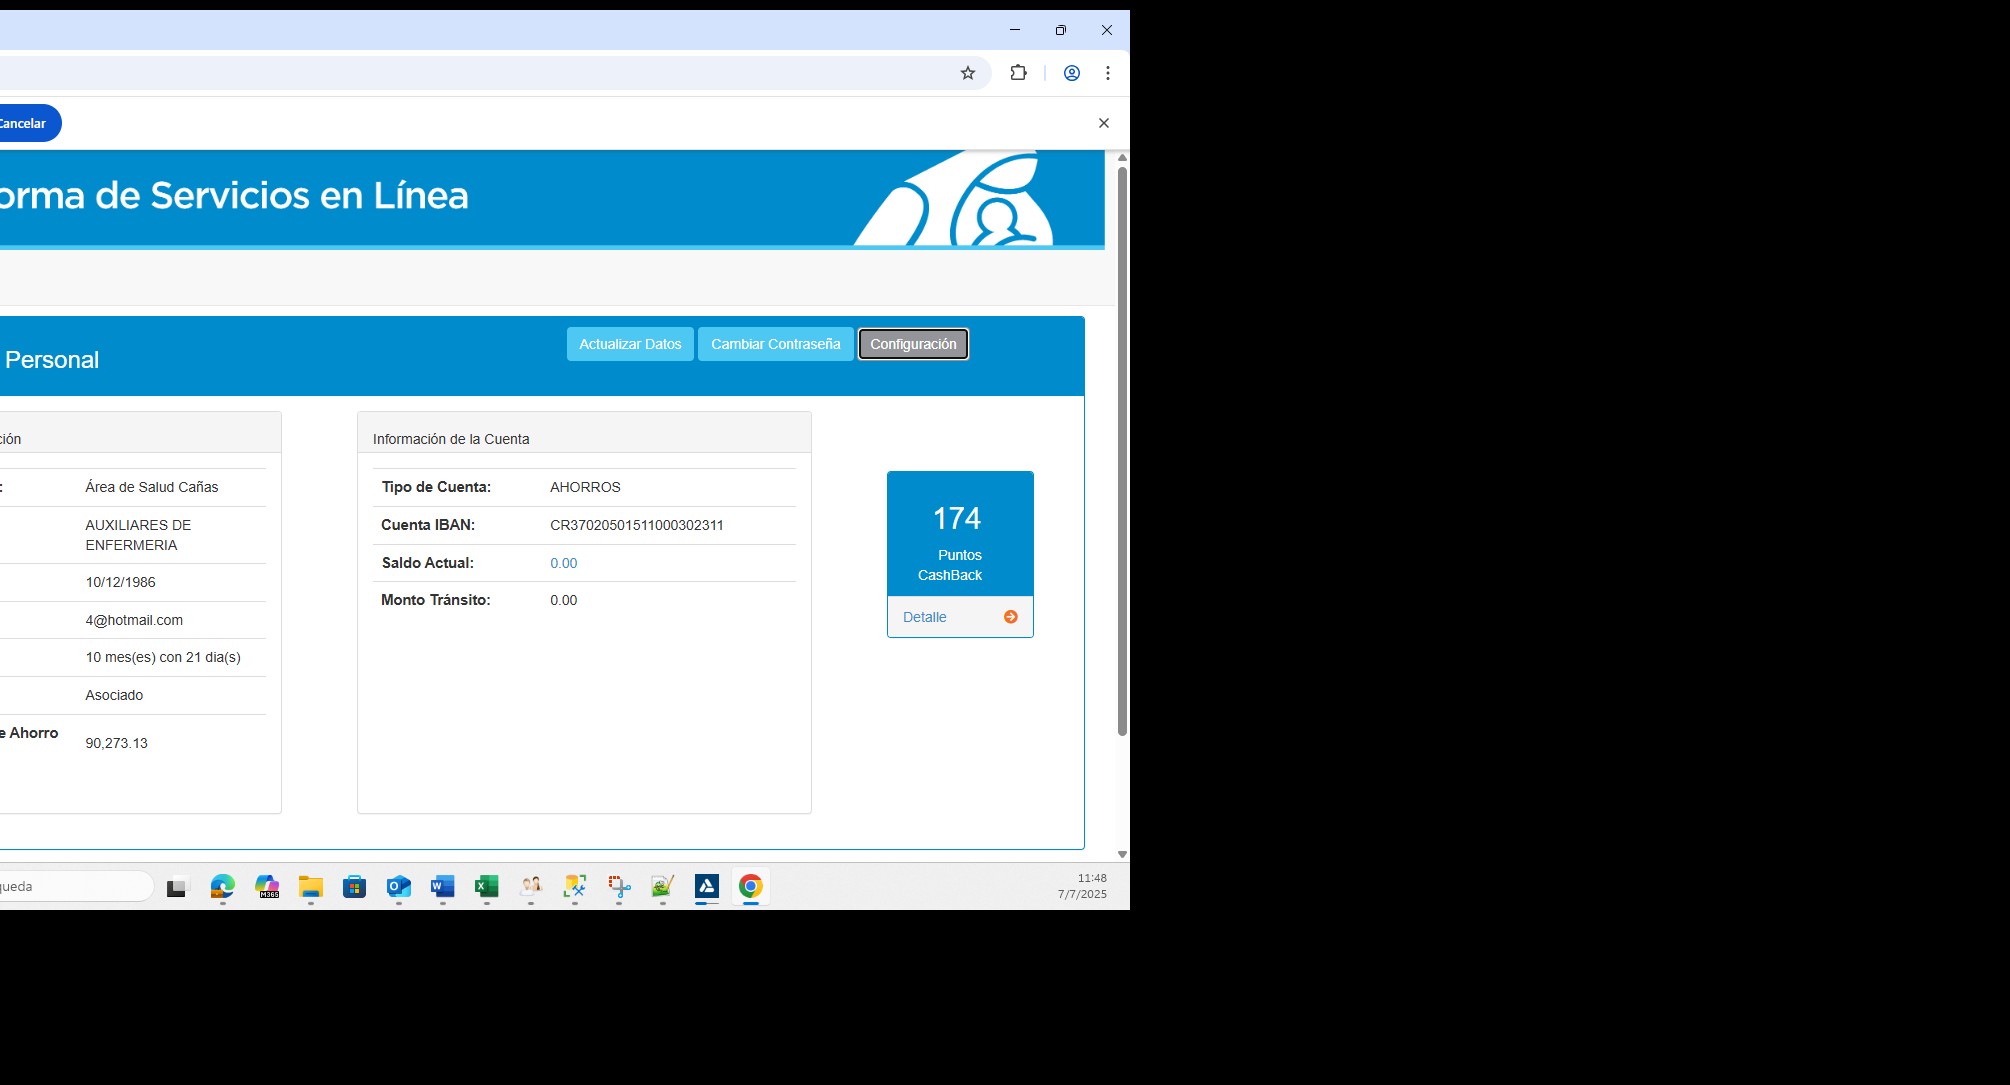 Cancelar
orma de Servicios en Línea
Personal
Actualizar Datos
Cambiar Contraseña
Configuración
ción
: Área de Salud Cañas
AUXILIARES DE
ENFERMERIA
10/12/1986
4@hotmail.com
10 mes(es) con 21 dia(s)
Asociado
e Ahorro
90,273.13
Información de la Cuenta
Tipo de Cuenta: AHORROS
Cuenta IBAN: CR37020501511000302311
Saldo Actual: 0.00
Monto Tránsito: 0.00
174
Puntos
CashBack
Detalle
queda
M365
11:48
7/7/2025